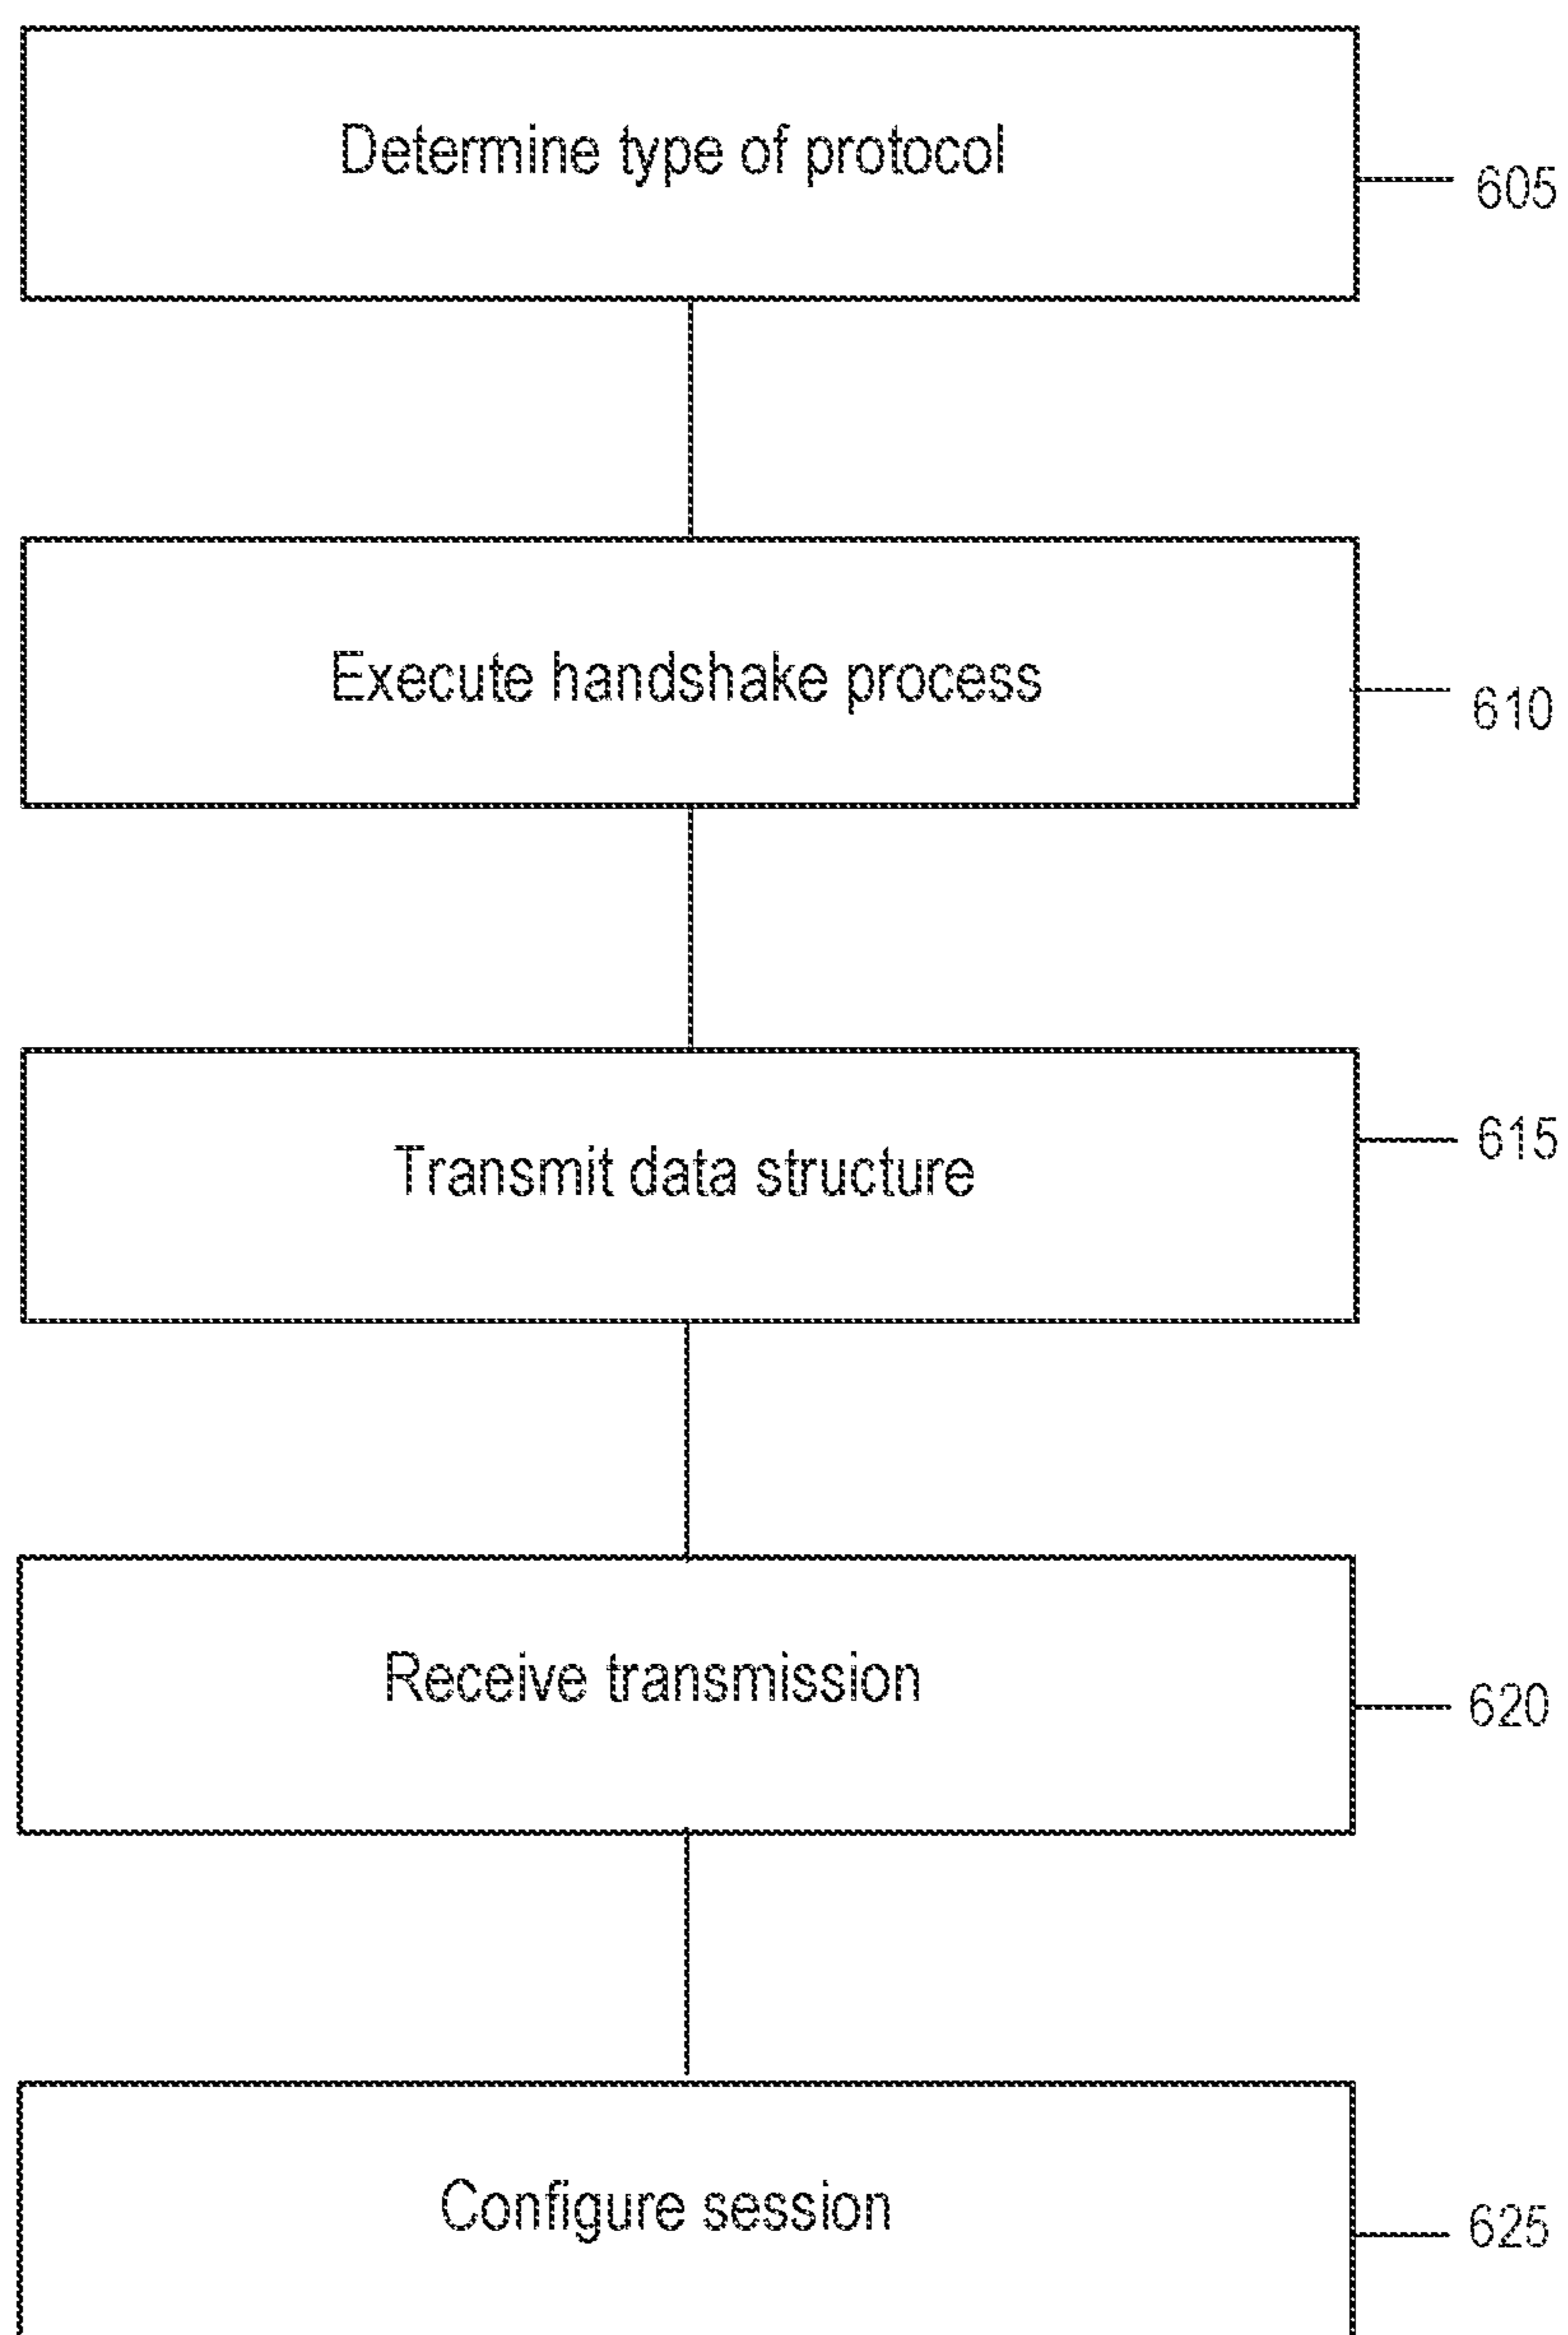 Determine type of protocol
605
Execute handshake process
610
Transmit data structure
615
Receive transmission
620
Configure session
625